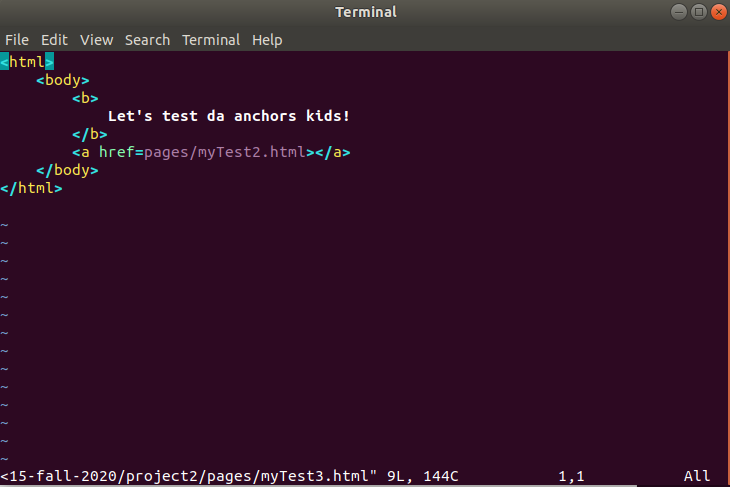 Terminal
File Edit View Search Terminal Help
<html>
    <body>
        <b>
            Let's test da anchors kids!
        </b>
        <a href=pages/myTest2.html></a>
    </body>
</html>

~
~
~
~
~
~
~
~
~
~
~
~
~
~
<15-fall-2020/project2/pages/myTest3.html" 9L, 144C 1,1 All